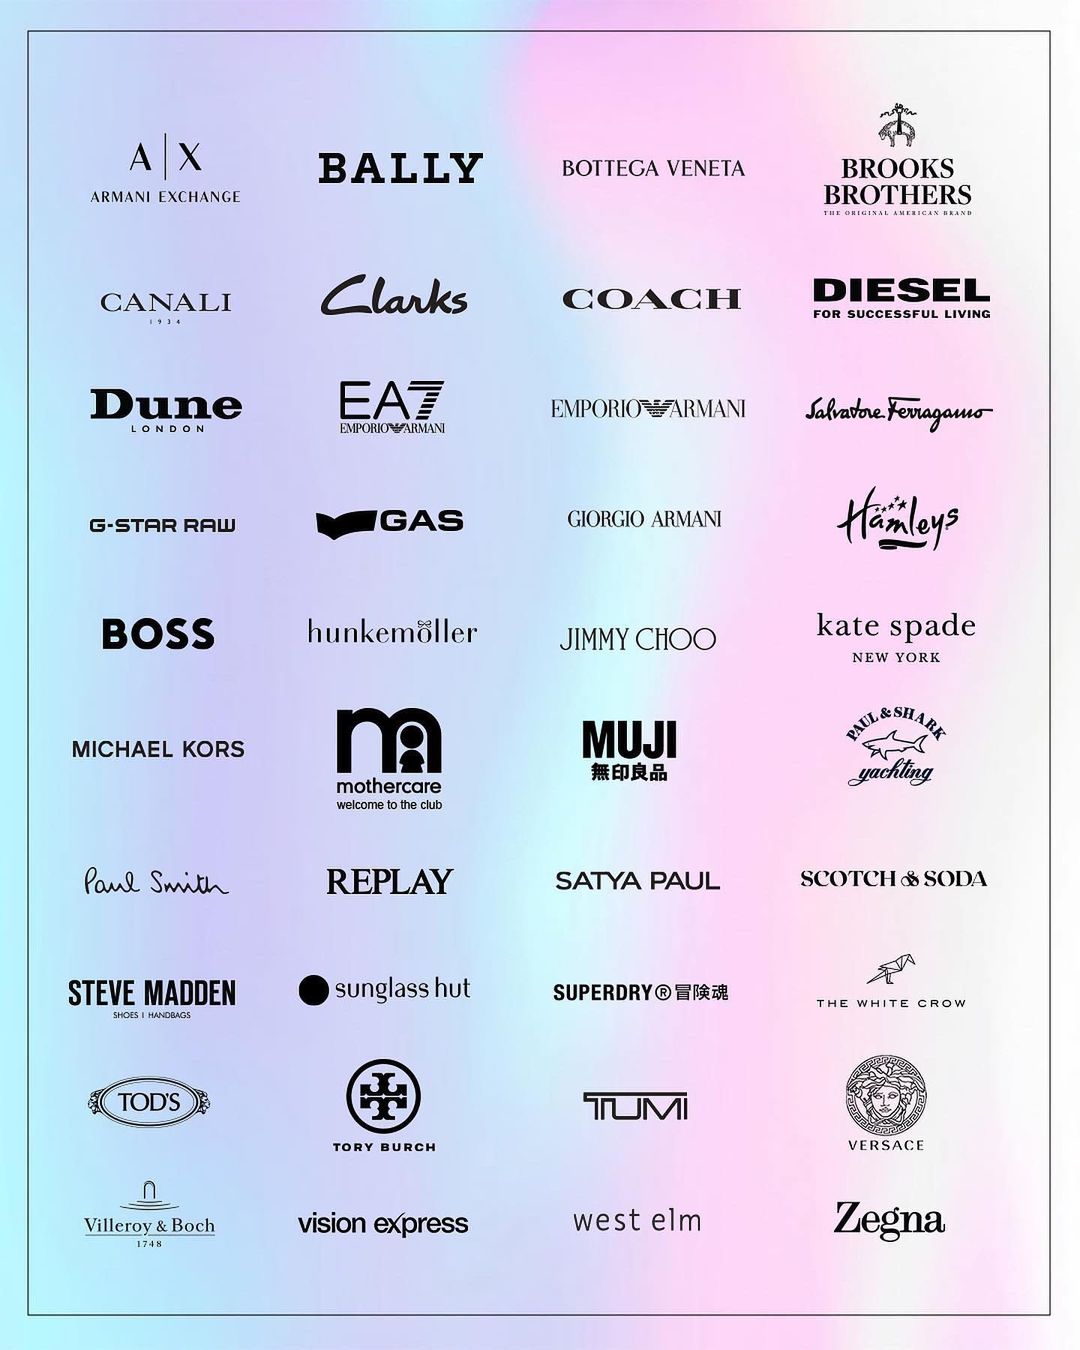 A|X
ARMANI EXCHANGE
BALLY
BOTTEGA VENETA
BROOKS
BROTHERS
THE ORIGINAL AMERICAN BRAND
CANALI
1934
Clarks
COACH
DIESEL
FOR SUCCESSFUL LIVING
Dune
LONDON
EA7
EMPORIO ARMANI
EMPORIO ARMANI
Salvatore Ferragamo
G-STAR RAW
GAS
GIORGIO ARMANI
Hamleys
BOSS
hunkemöller
JIMMY CHOO
kate spade
NEW YORK
MICHAEL KORS
m
mothercare
welcome to the club
MUJI
無印良品
PAUL & SHARK
yachting
Paul Smith
REPLAY
SATYA PAUL
SCOTCH & SODA
STEVE MADDEN
SHOES | HANDBAGS
sunglass hut
SUPERDRY®冒険魂
THE WHITE CROW
TOD'S
TORY BURCH
TUMI
VERSACE
Villeroy & Boch
1748
vision express
west elm
Zegna